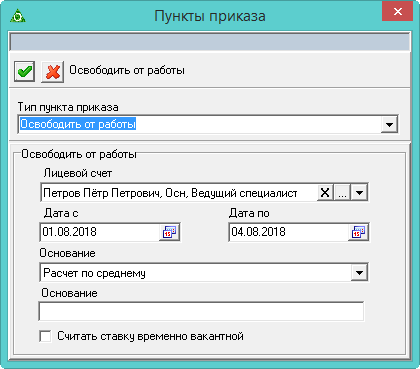 Пункты приказа
Освободить от работы
Тип пункта приказа
Освободить от работы
Освободить от работы
Лицевой счет
Петров Пётр Петрович, Осн, Ведущий специалист X ...
Дата с Дата по
01.08.2018 04.08.2018
Основание
Расчет по среднему
Основание
Считать ставку временно вакантной